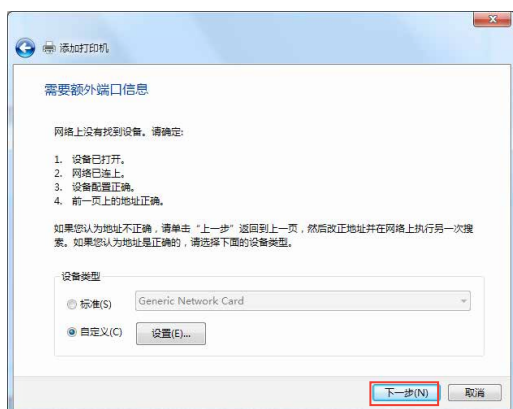 添加打印机
需要额外端口信息
网络上没有找到设备。请确定:
1. 设备已打开。
2. 网络已连上。
3. 设备配置正确。
4. 前一页上的地址正确。
如果您认为地址不正确，请单击“上一步”返回到上一页，然后改正地址并在网络上执行另一次搜
索。如果您认为地址是正确的，请选择下面的设备类型。
设备类型
标准(S) Generic Network Card
自定义(C) 设置(E)...
下一步(N) 取消